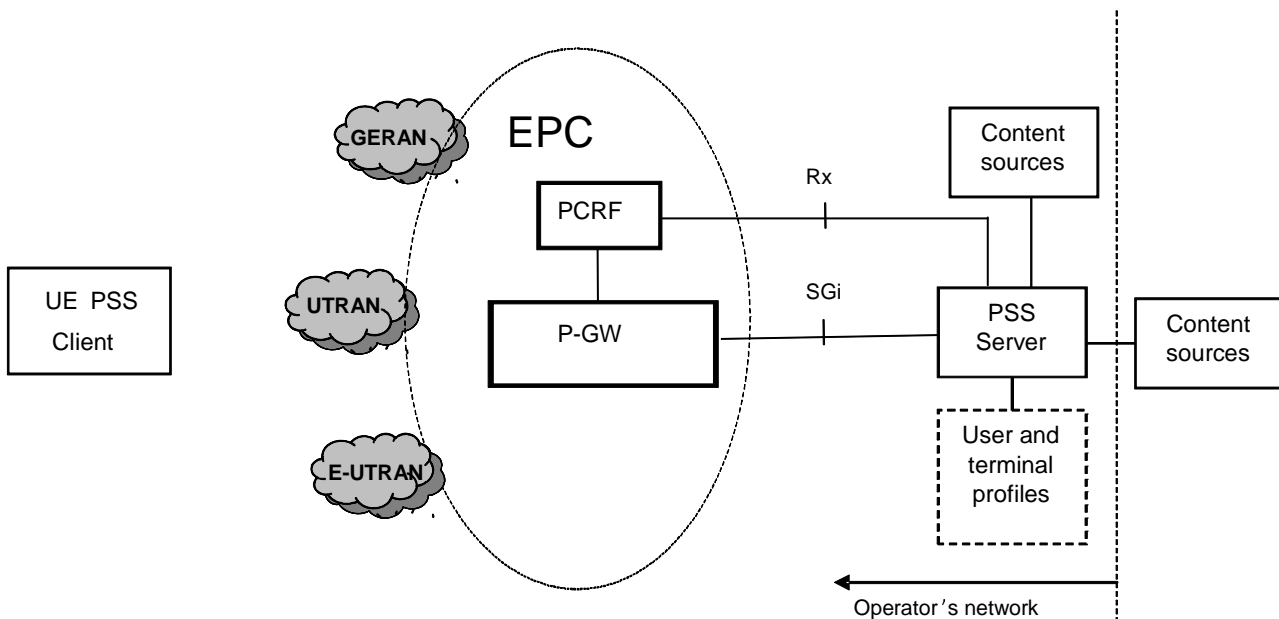 GERAN
EPC
Content
sources
Rx
PCRF
UE PSS
Client
UTRAN
SGi
P-GW
PSS
Server
Content
sources
E-UTRAN
User and
terminal
profiles
Operator's network